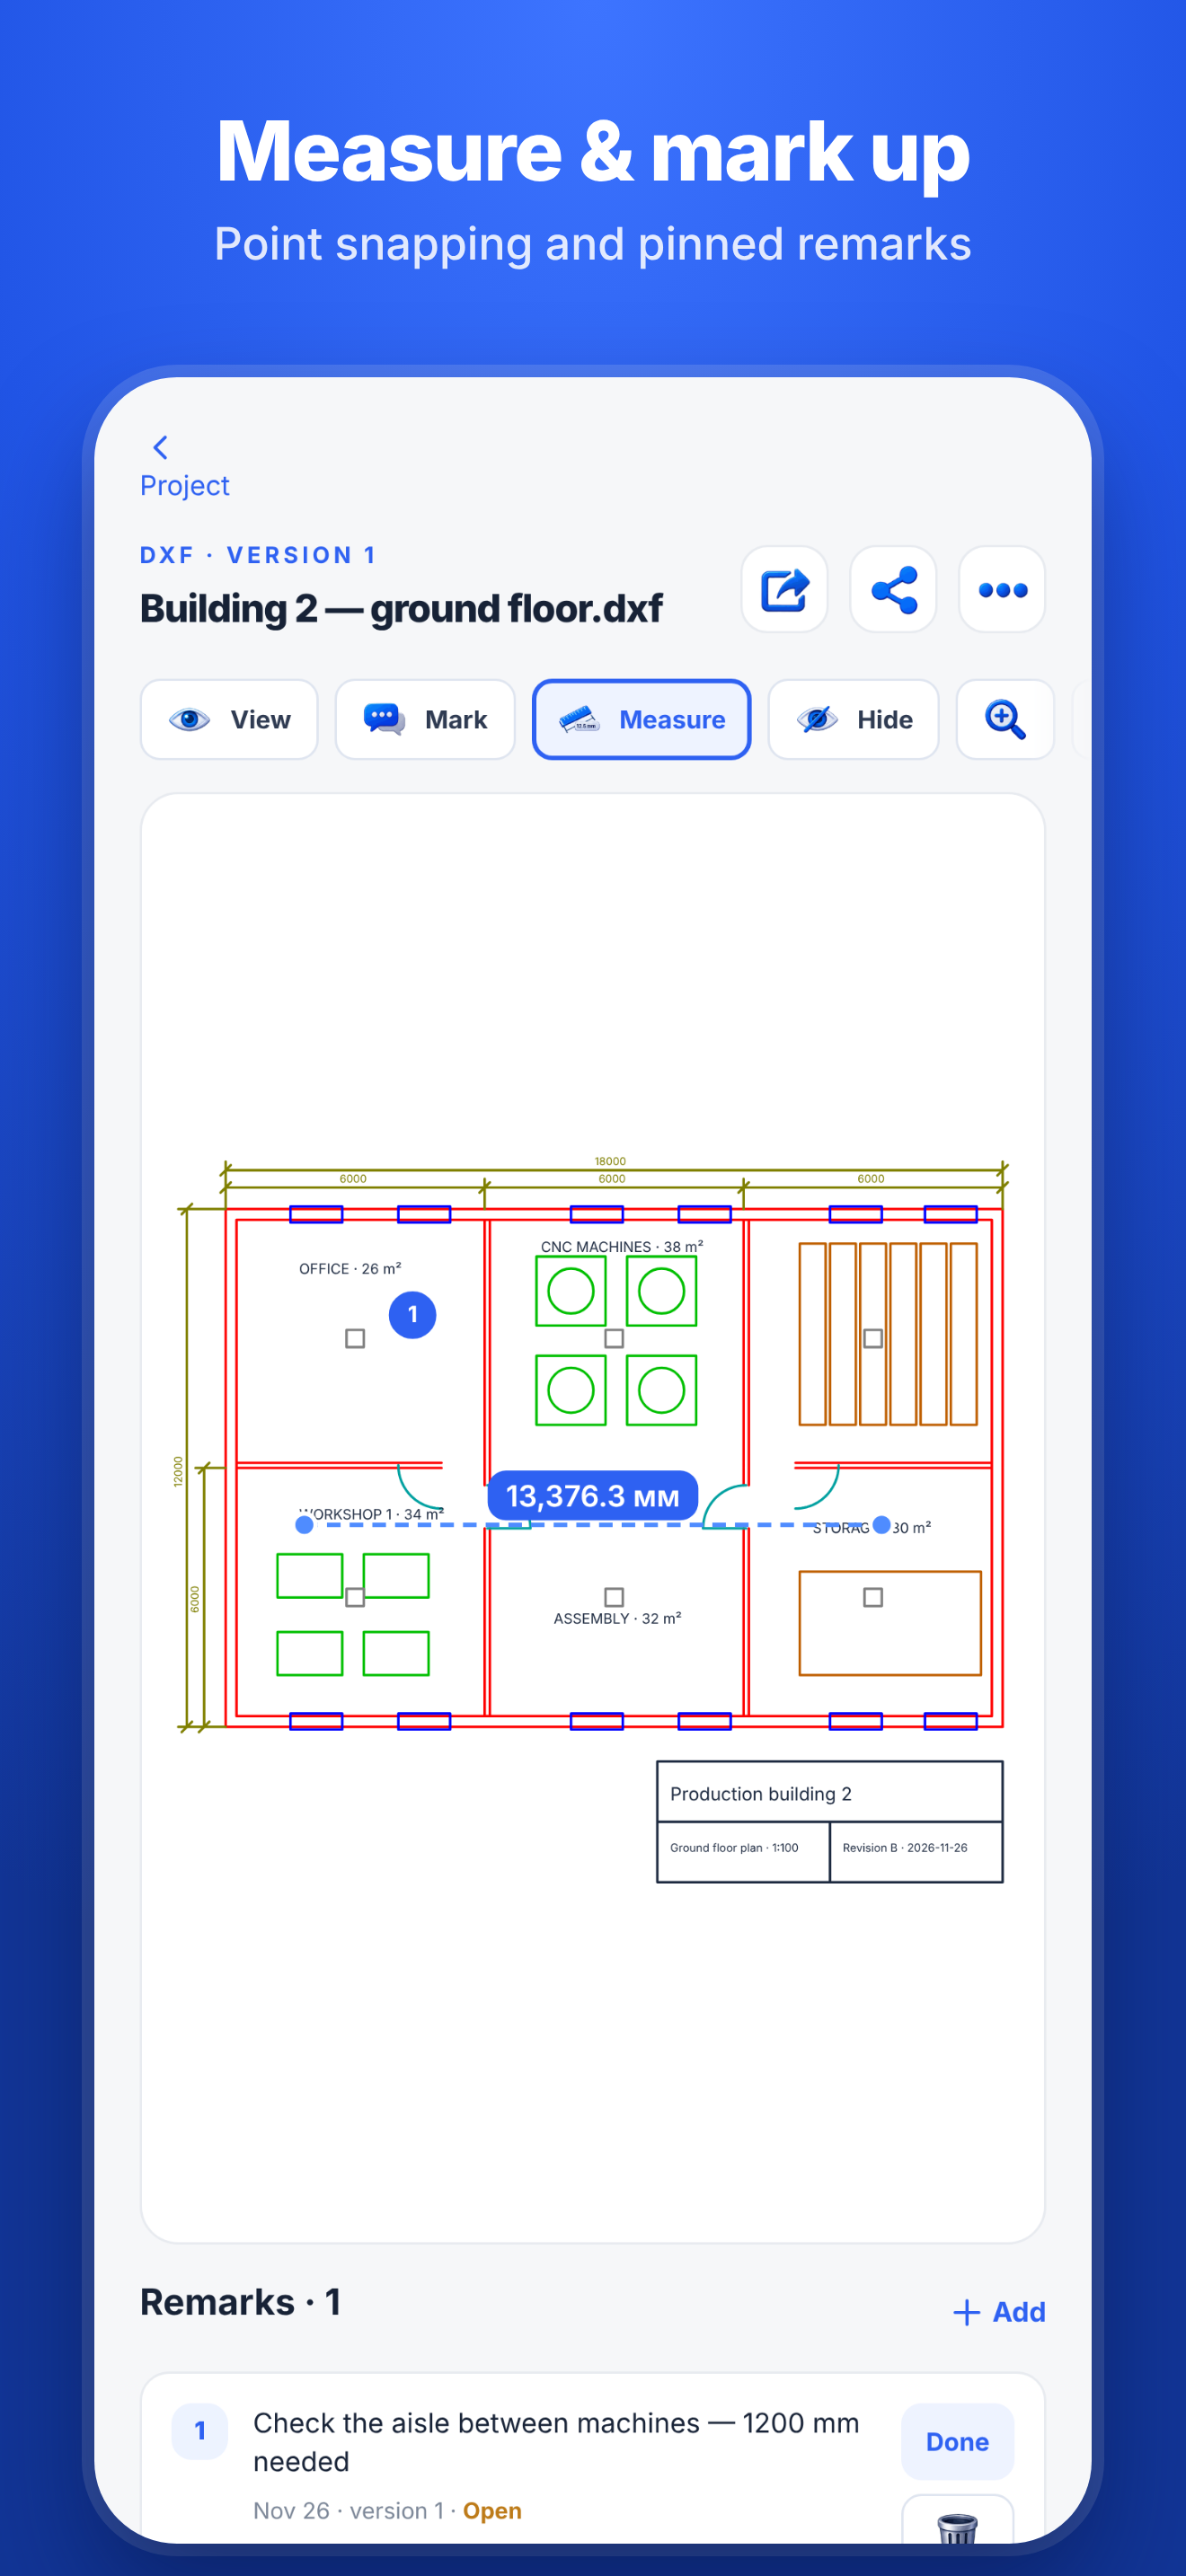 Measure & mark up
Point snapping and pinned remarks
Project
DXF · VERSION 1
Building 2 — ground floor.dxf
View
Mark
Measure
Hide
18000
6000
6000
6000
CNC MACHINES · 38 m²
OFFICE · 26 m²
1
12000
13,376.3 мм
WORKSHOP 1 · 34 m²
STORAG 30 m²
6000
ASSEMBLY · 32 m²
Production building 2
Ground floor plan · 1:100
Revision B · 2026-11-26
Remarks · 1
Add
1
Check the aisle between machines — 1200 mm
needed
Done
Nov 26 · version 1 · Open